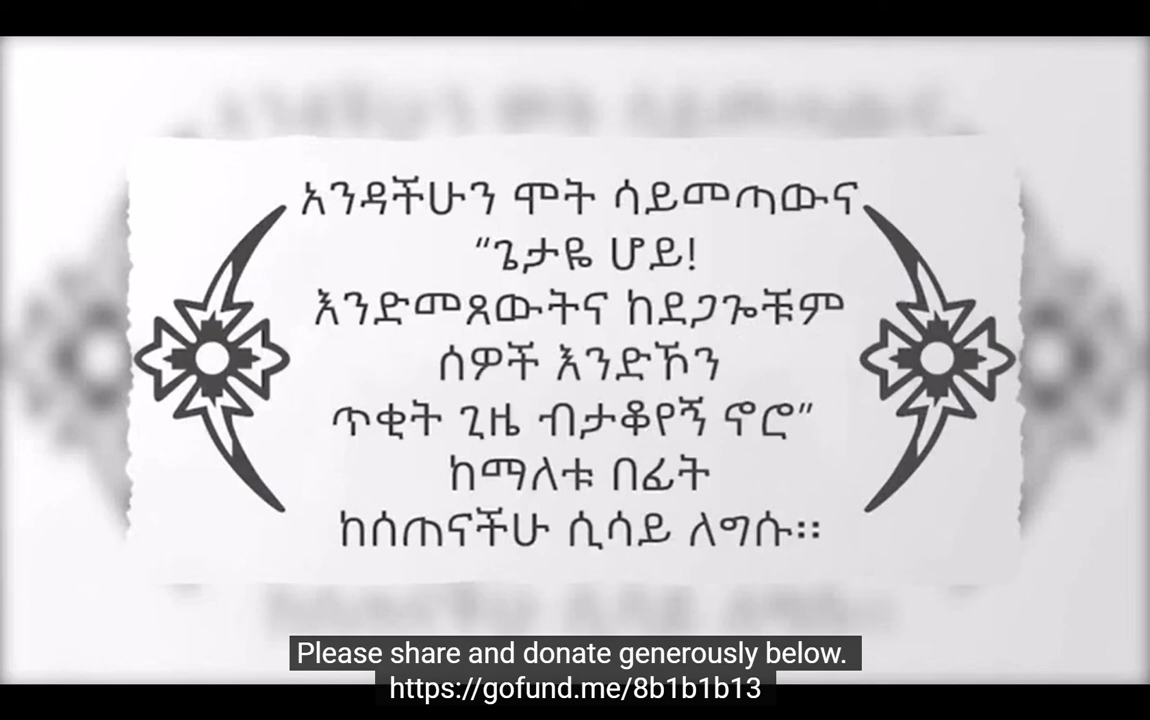 አንዳችሁን ሞት ሳይመጣውና
“ጌታዬ ሆይ!
እንድመጸውትና ከደጋጐቹም
ሰዎች እንድኾን
ጥቂት ጊዜ ብታቆየኝ ኖሮ”
ከማለቱ በፊት
ከሰጠናችሁ ሲሳይ ለግሱ፡፡
Please share and donate generously below.
https://gofund.me/8b1b1b13